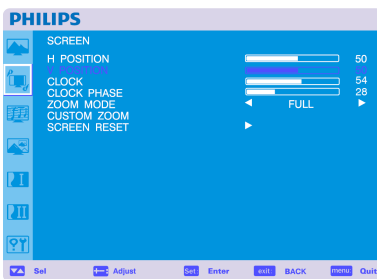 PHILIPS
SCREEN
H POSITION 50
V POSITION
CLOCK 54
CLOCK PHASE 28
ZOOM MODE FULL
CUSTOM ZOOM
SCREEN RESET
Sel +−: Adjust Set Enter exit: BACK menu: Quit